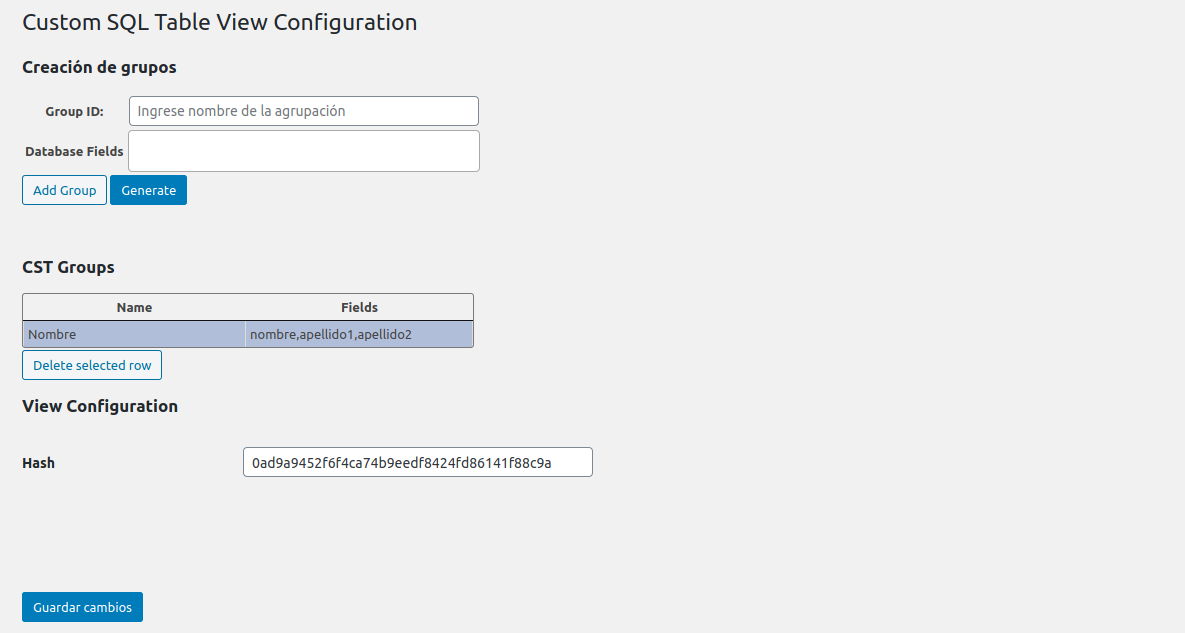 Custom SQL Table View Configuration
Creación de grupos
Group ID: Ingrese nombre de la agrupación
Database Fields
Add Group Generate
CST Groups
Name Fields
Nombre nombre,apellido1,apellido2
Delete selected row
View Configuration
Hash 0ad9a9452f6f4ca74b9eedf8424fd86141f88c9a
Guardar cambios